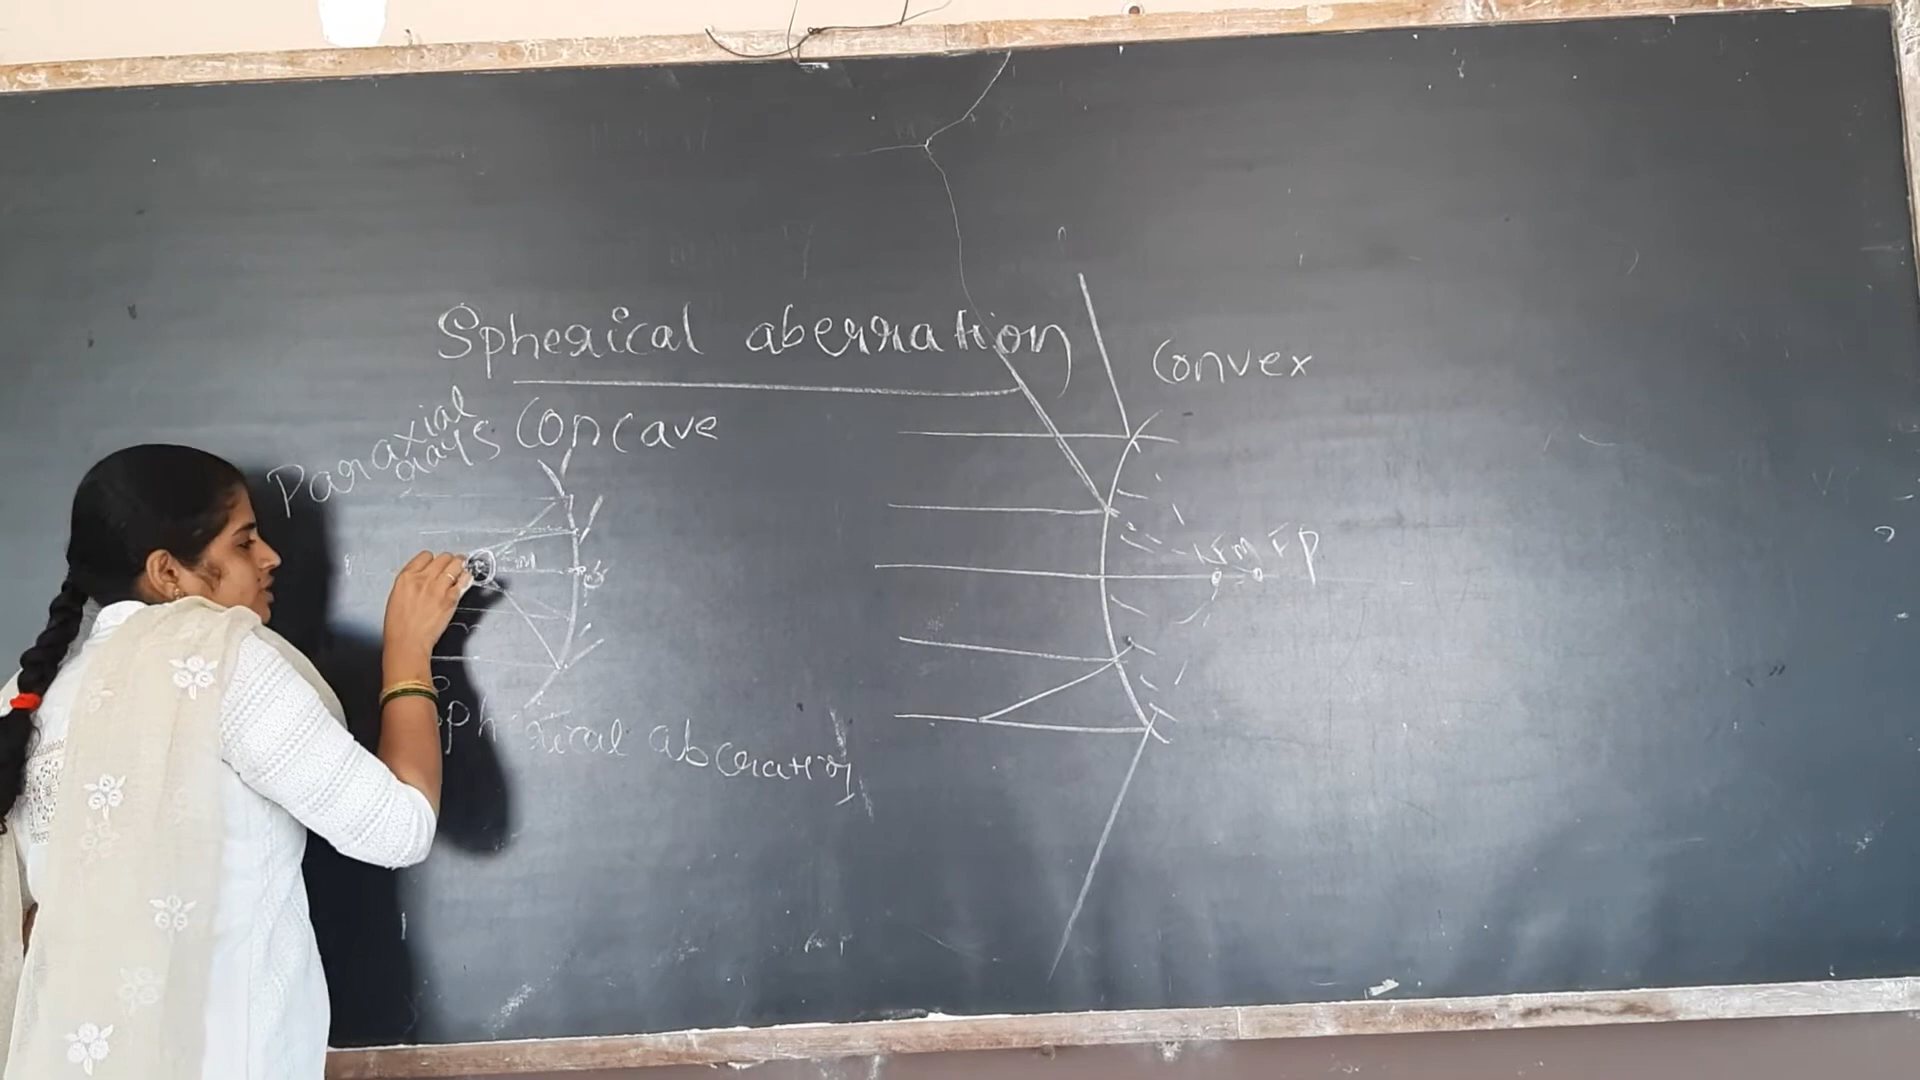 Spherical aberration
Convex
Paraxial
rays
Concave
FM FP
Spherical aberration